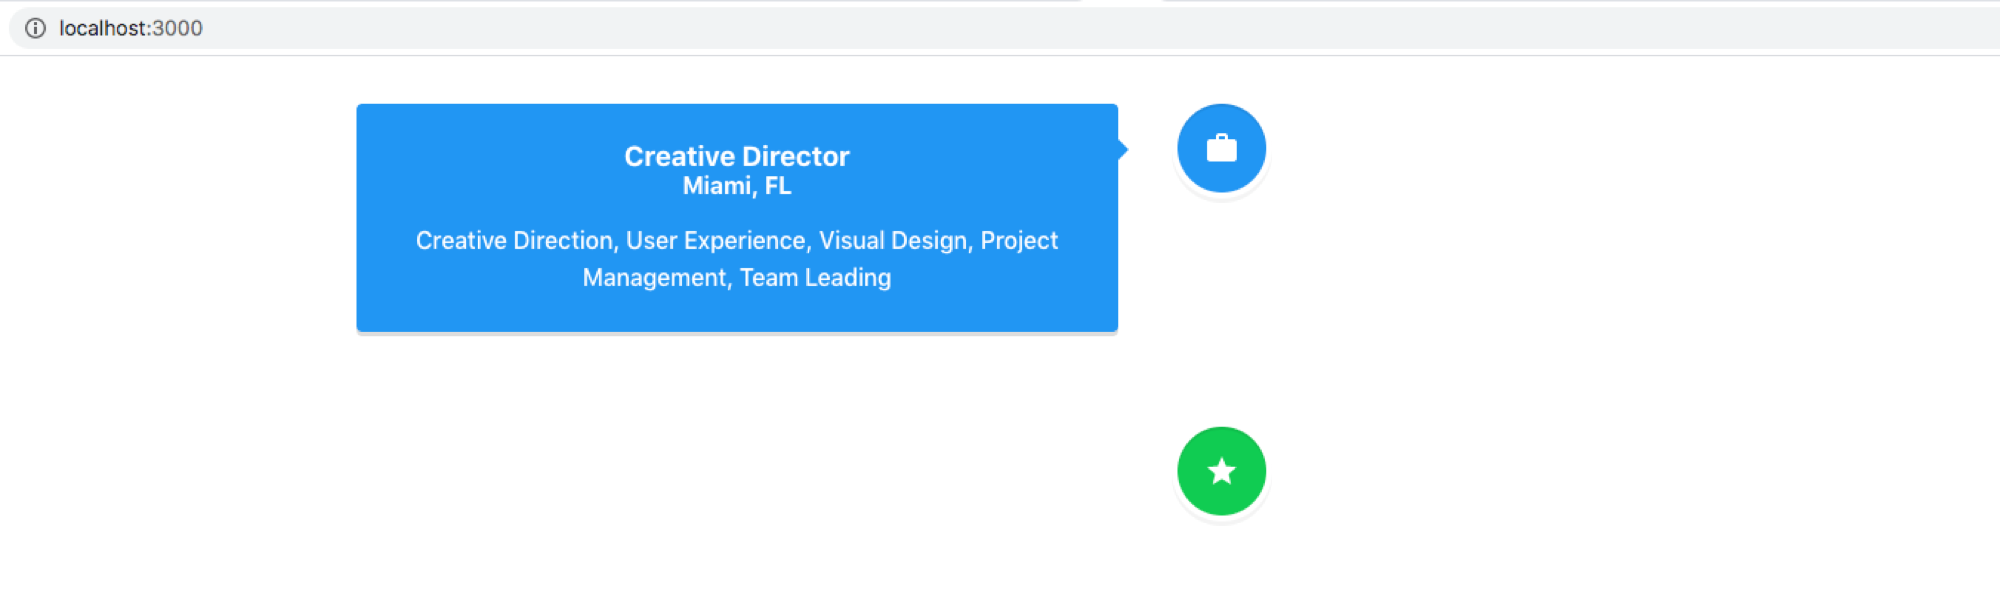 localhost:3000
Creative Director
Miami, FL
Creative Direction, User Experience, Visual Design, Project
Management, Team Leading